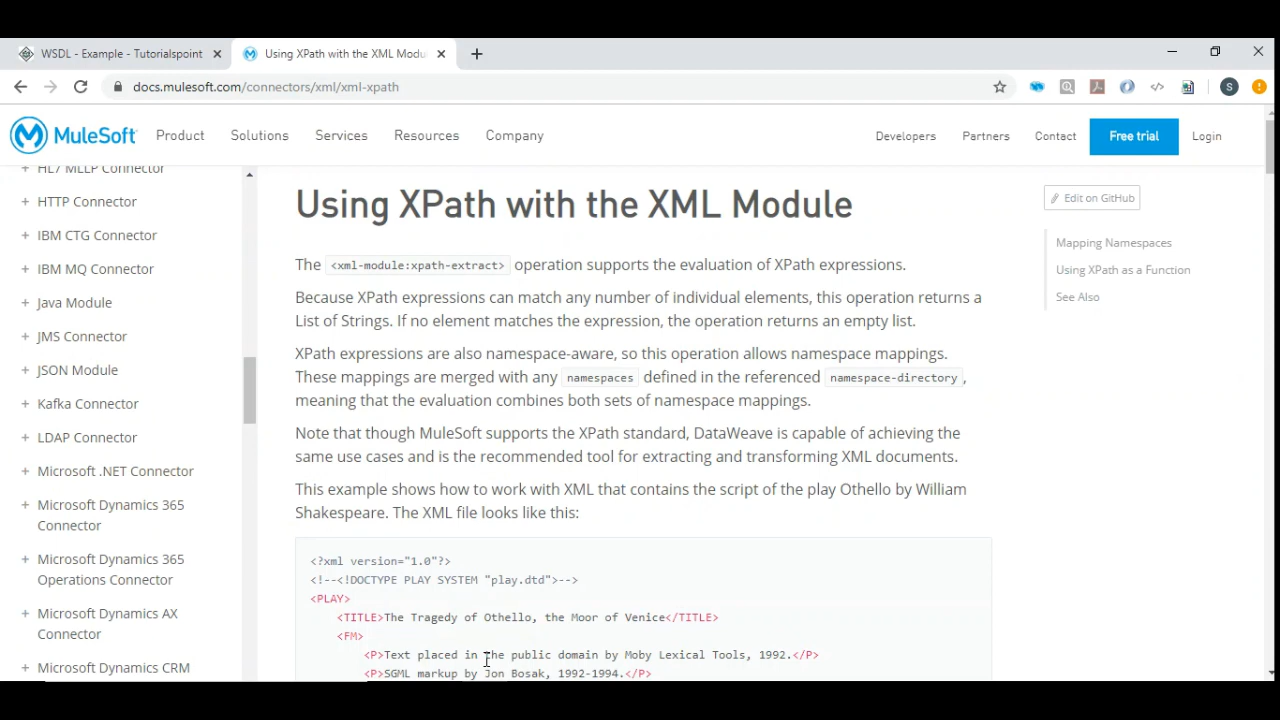 WSDL - Example - Tutorialspoint
Using XPath with the XML Modu
docs.mulesoft.com/connectors/xml/xml-xpath
S
MuleSoft
Product
Solutions
Services
Resources
Company
Developers
Partners
Contact
Free trial
Login
+ HL7 MLLP Connector
+ HTTP Connector
+ IBM CTG Connector
+ IBM MQ Connector
+ Java Module
+ JMS Connector
+ JSON Module
+ Kafka Connector
+ LDAP Connector
+ Microsoft .NET Connector
+ Microsoft Dynamics 365
Connector
+ Microsoft Dynamics 365
Operations Connector
+ Microsoft Dynamics AX
Connector
+ Microsoft Dynamics CRM
Using XPath with the XML Module
The <xml-module:xpath-extract> operation supports the evaluation of XPath expressions.
Because XPath expressions can match any number of individual elements, this operation returns a
List of Strings. If no element matches the expression, the operation returns an empty list.
XPath expressions are also namespace-aware, so this operation allows namespace mappings.
These mappings are merged with any namespaces defined in the referenced namespace-directory,
meaning that the evaluation combines both sets of namespace mappings.
Note that though MuleSoft supports the XPath standard, DataWeave is capable of achieving the
same use cases and is the recommended tool for extracting and transforming XML documents.
This example shows how to work with XML that contains the script of the play Othello by William
Shakespeare. The XML file looks like this:
<?xml version="1.0"?>
<!--<!DOCTYPE PLAY SYSTEM "play.dtd">-->
<PLAY>
<TITLE>The Tragedy of Othello, the Moor of Venice</TITLE>
<FM>
<P>Text placed in the public domain by Moby Lexical Tools, 1992.</P>
<P>SGML markup by Jon Bosak, 1992-1994.</P>
Edit on GitHub
Mapping Namespaces
Using XPath as a Function
See Also